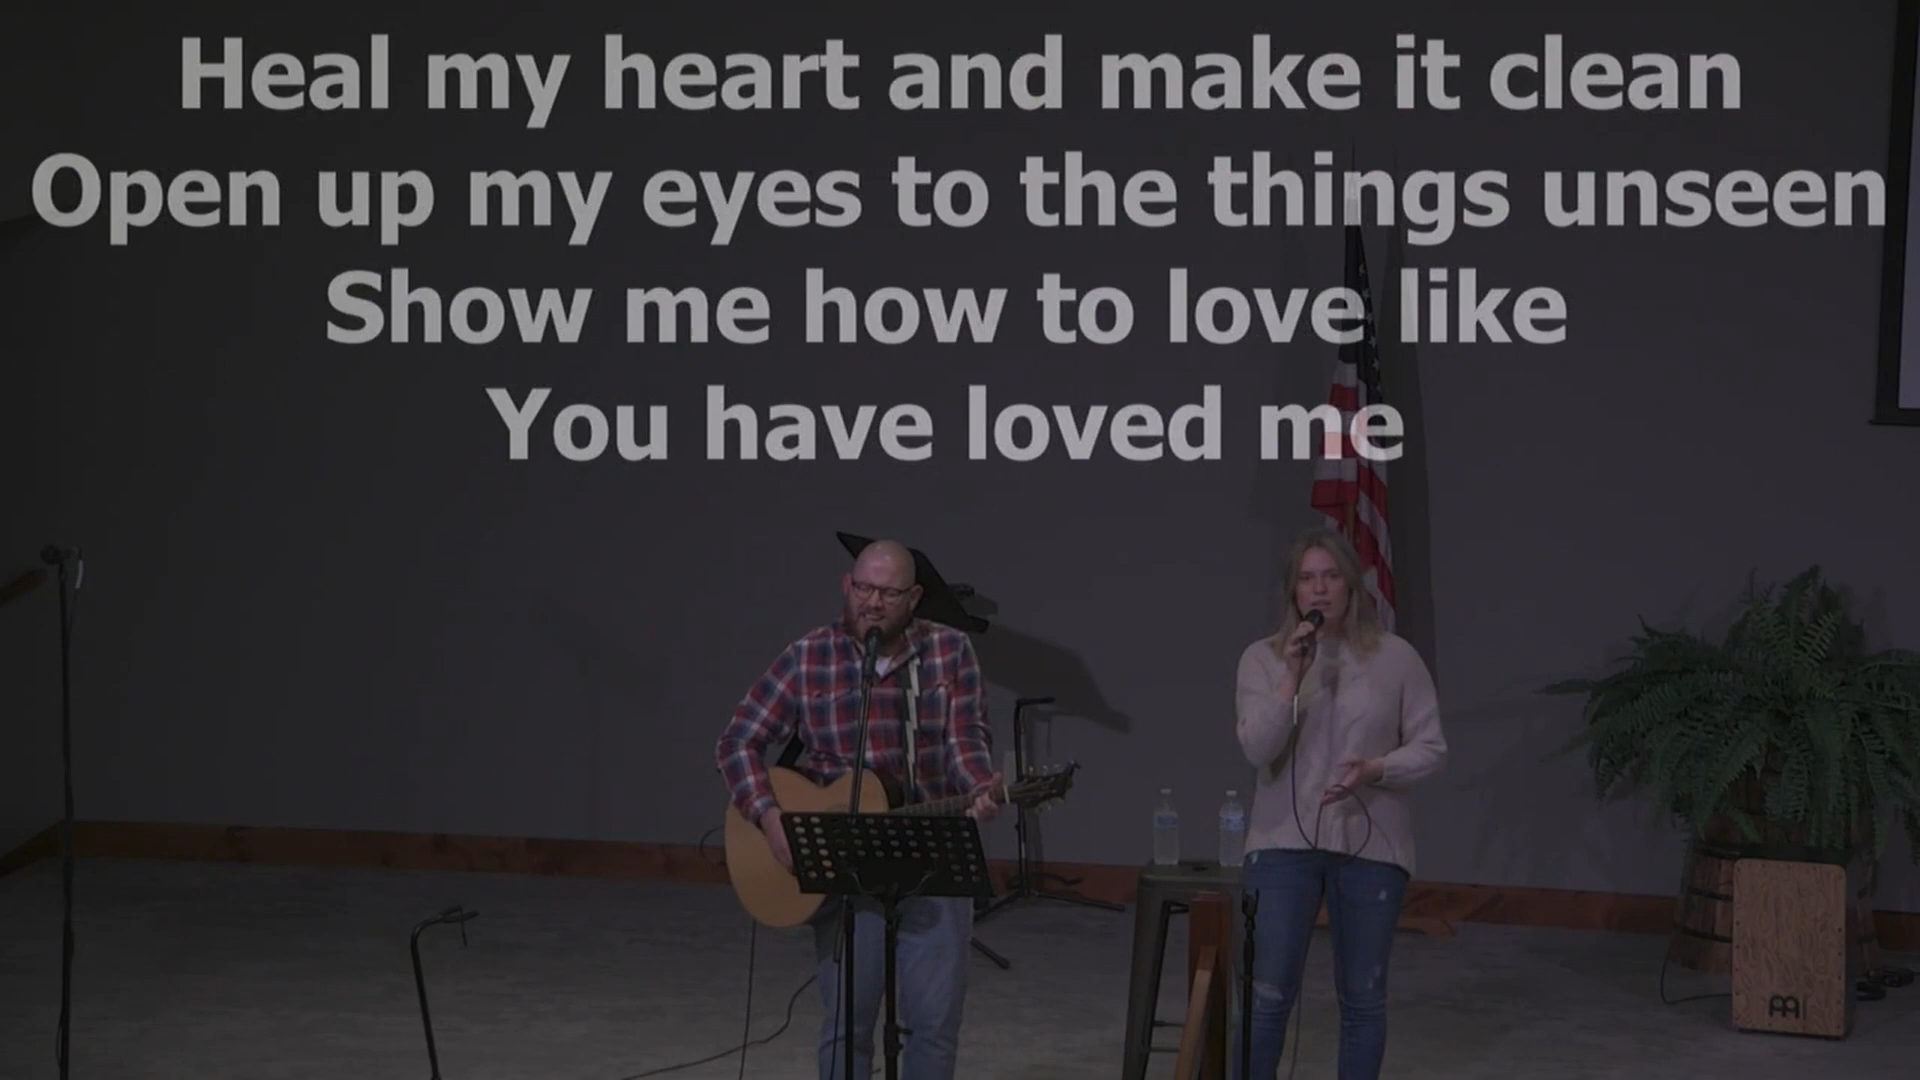 Heal my heart and make it clean
Open up my eyes to the things unseen
Show me how to love like
You have loved me